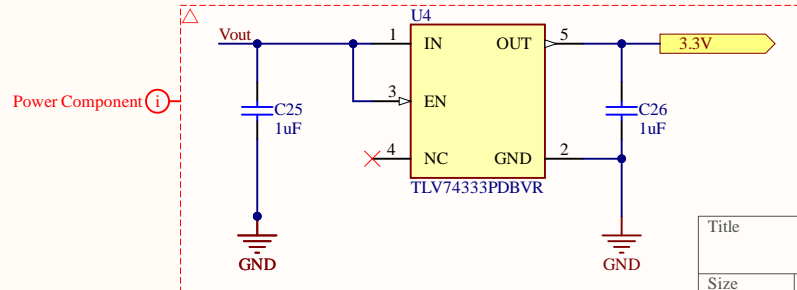 U4
Vout
1
IN
OUT
5
3.3V
Power Component
i
3
EN
C25
1uF
C26
1uF
4
NC
GND
2
TLV74333PDBVR
GND
GND
Title
Size